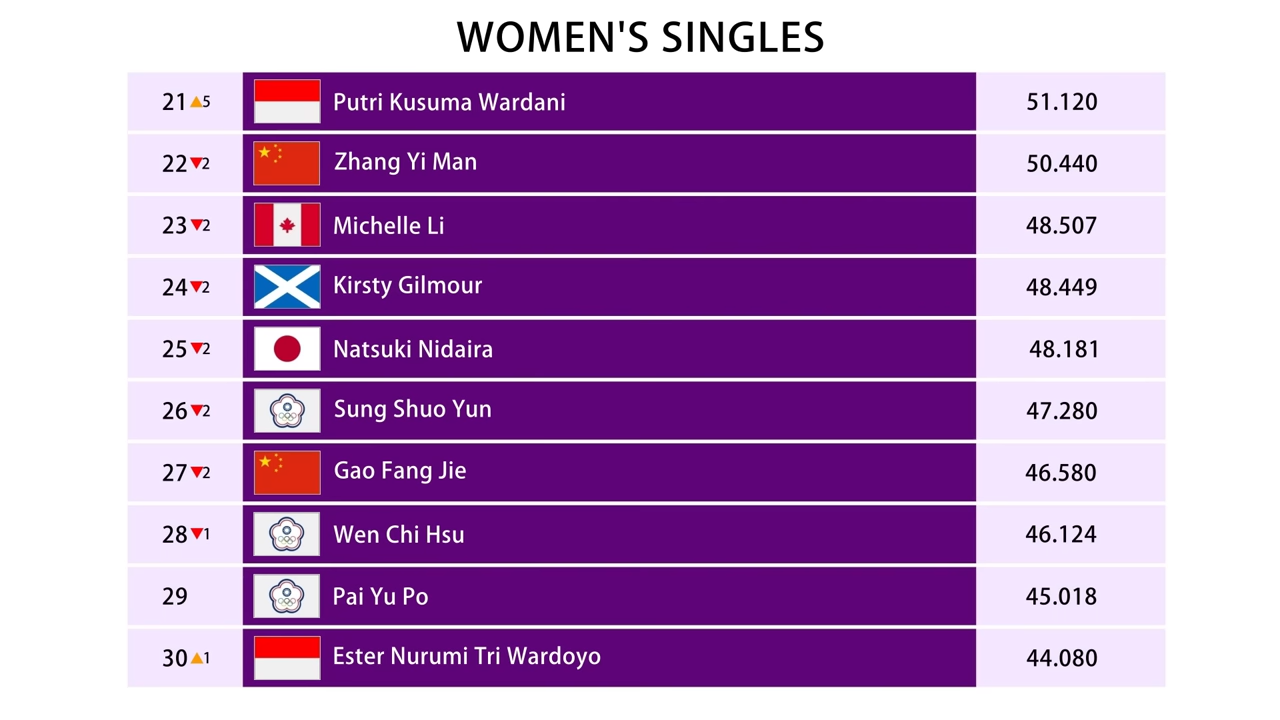 WOMEN'S SINGLES
21 ▲5 Putri Kusuma Wardani 51.120
22 ▼2 Zhang Yi Man 50.440
23 ▼2 Michelle Li 48.507
24 ▼2 Kirsty Gilmour 48.449
25 ▼2 Natsuki Nidaira 48.181
26 ▼2 Sung Shuo Yun 47.280
27 ▼2 Gao Fang Jie 46.580
28 ▼1 Wen Chi Hsu 46.124
29 Pai Yu Po 45.018
30 ▲1 Ester Nurumi Tri Wardoyo 44.080